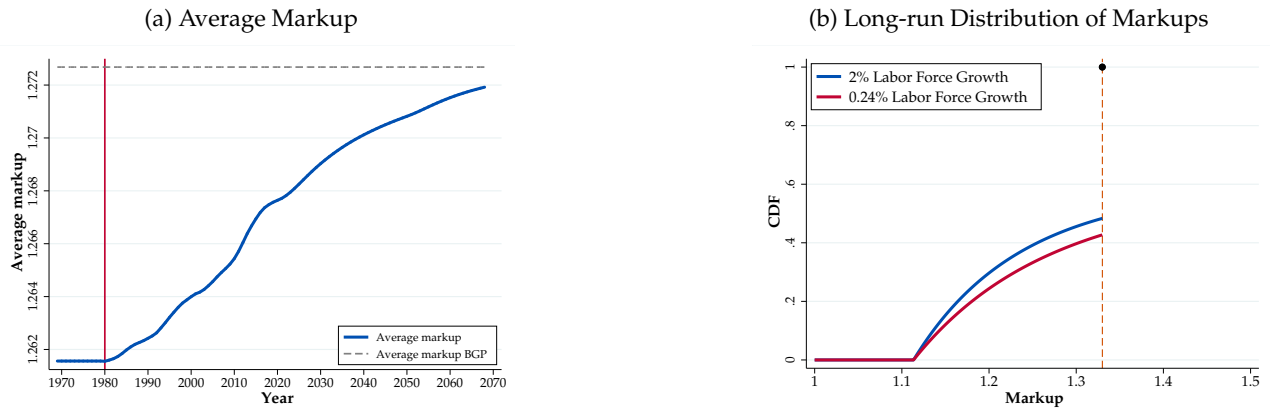 (a) Average Markup
Average markup
1.262
1.264
1.266
1.268
1.27
1.272
1970 1980 1990 2000 2010 2020 2030 2040 2050 2060 2070
Year
Average markup
Average markup BGP
(b) Long-run Distribution of Markups
CDF
0
.2
.4
.6
.8
1
2% Labor Force Growth
0.24% Labor Force Growth
1 1.1 1.2 1.3 1.4 1.5
Markup